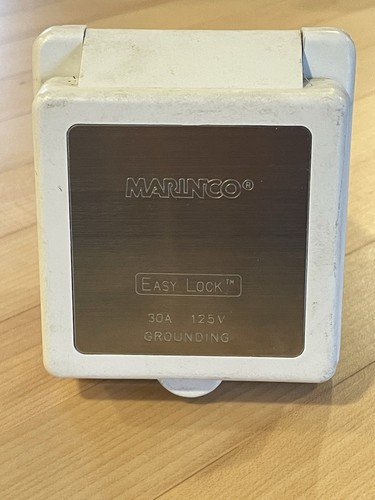 MARINCO®
EASY LOCK™
30A 125V
GROUNDING